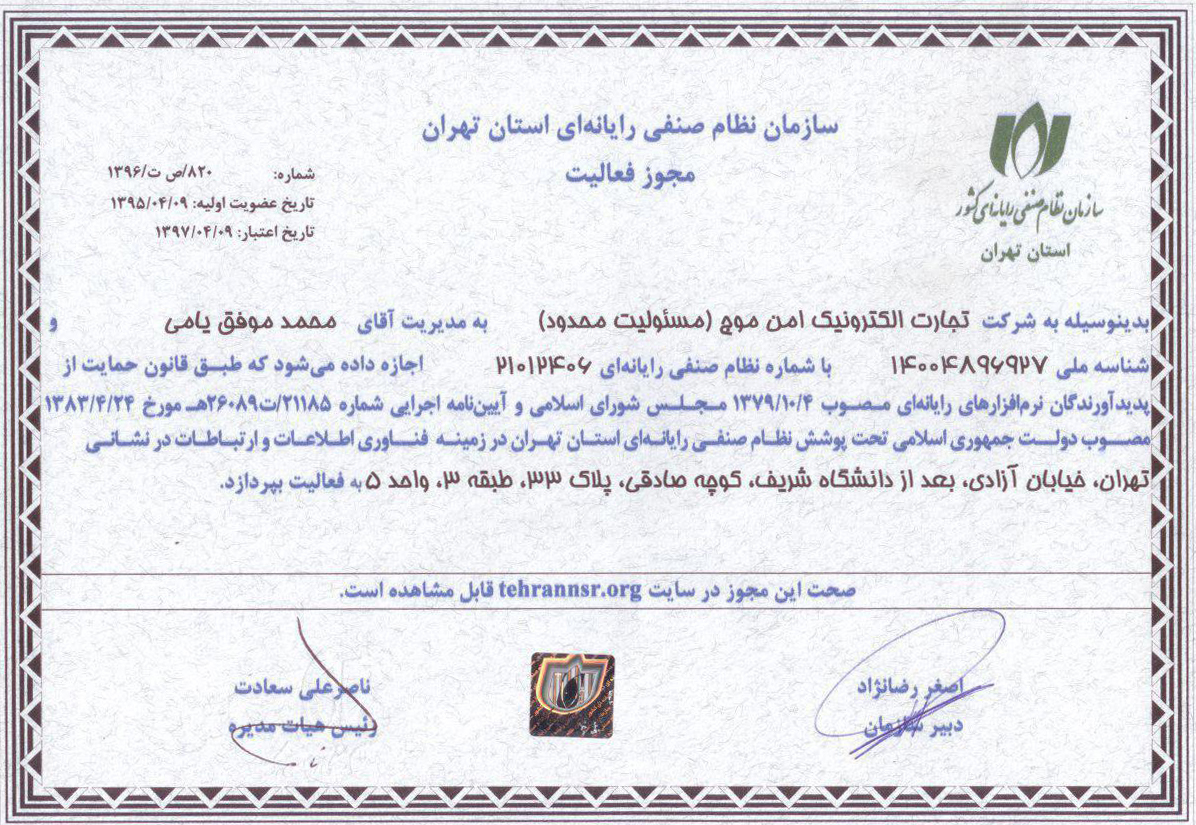 سازمان نظام صنفی رایانه‌ای استان تهران
مجوز فعالیت
سازمان نظام صنفی رایانه‌ای کشور
استان تهران
شماره: ۸۲۰/ص ت/۱۳۹۶
تاریخ عضویت اولیه: ۱۳۹۵/۰۴/۰۹
تاریخ اعتبار: ۱۳۹۷/۰۴/۰۹
بدینوسیله به شرکت تجارت الکترونیک امن موج (مسئولیت محدود) به مدیریت آقای محمد موفق یامی و
شناسه ملی ۱۴۰۰۴۸۹۶۹۲۷ با شماره نظام صنفی رایانه‌ای ۲۱۰۱۲۴۰۶ اجازه داده می‌شود که طبق قانون حمایت از
پدیدآورندگان نرم‌افزارهای رایانه‌ای مصوب ۱۳۷۹/۱۰/۴ مجلس شورای اسلامی و آیین‌نامه اجرایی شماره ۲۱۱۸۵/ت۲۶۰۸۹هـ مورخ ۱۳۸۳/۴/۲۴
مصوب دولت جمهوری اسلامی تحت پوشش نظام صنفی رایانه‌ای استان تهران در زمینه فناوری اطلاعات و ارتباطات در نشانی
تهران، خیابان آزادی، بعد از دانشگاه شریف، کوچه صادقی، پلاک ۳۳، طبقه ۳، واحد ۵ به فعالیت بپردازد.
صحت این مجوز در سایت tehrannsr.org قابل مشاهده است.
اصغر رضانژاد
دبیر سازمان
ناصرعلی سعادت
رئیس هیات مدیره